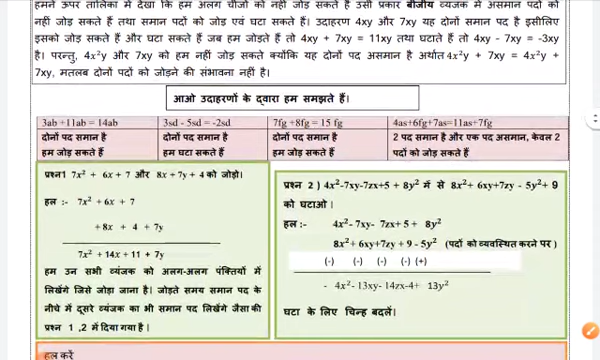 हमने ऊपर तालिका में देखा कि हम अलग चीजों को नहीं जोड़ सकते हैं उसी प्रकार बीजीय व्यंजक में असमान पदों को
नहीं जोड़ सकते हैं तथा समान पदों को जोड़ एवं घटा सकते हैं। उदाहरण 4xy और 7xy यह दोनों समान पद है इसीलिए
इसको जोड़ सकते हैं और घटा सकते हैं जब हम जोड़ते हैं तो 4xy + 7xy = 11xy तथा घटाते हैं तो 4xy - 7xy = -3xy
है। परन्तु, 4x²y और 7xy को हम नहीं जोड़ सकते क्योंकि यह दोनों पद असमान है अर्थात 4x²y + 7xy = 4x²y +
7xy, मतलब दोनों पदों को जोड़ने की संभावना नहीं है।
आओ उदाहरणों के द्वारा हम समझते हैं।
3ab +11ab = 14ab 3sd - 5sd = -2sd 7fg +8fg = 15 fg 4as+6fg+7as=11as+7fg
दोनों पद समान है दोनों पद समान है दोनों पद समान है 2 पद समान है और एक पद असमान, केवल 2
हम जोड़ सकते हैं हम घटा सकते हैं हम जोड़ सकते हैं पदों को जोड़ सकते हैं
प्रश्न1 7x² + 6x + 7 और 8x + 7y + 4 को जोड़ो।
हल :- 7x² + 6x + 7
+ 8x + 4 + 7y
7x² + 14x + 11 + 7y
हम उन सभी व्यंजक को अलग-अलग पंक्तियों में
लिखेंगे जिसे जोड़ा जाना है। जोड़ते समय समान पद के
नीचे में दूसरे व्यंजक का भी समान पद लिखेंगे जैसा की
प्रश्न 1 ,2 में दिया गया है।
प्रश्न 2 ) 4x²-7xy-7zx+5 + 8y² में से 8x²+ 6xy+7zy - 5y²+ 9
को घटाओ।
हल :- 4x²- 7xy- 7zx+ 5 + 8y²
8x²+ 6xy+7zy + 9 - 5y² (पदों को व्यवस्थित करने पर )
(-) (-) (-) (-) (+)
- 4x²- 13xy- 14zx-4+ 13y²
घटा के लिए चिन्ह बदलें।
हल करें